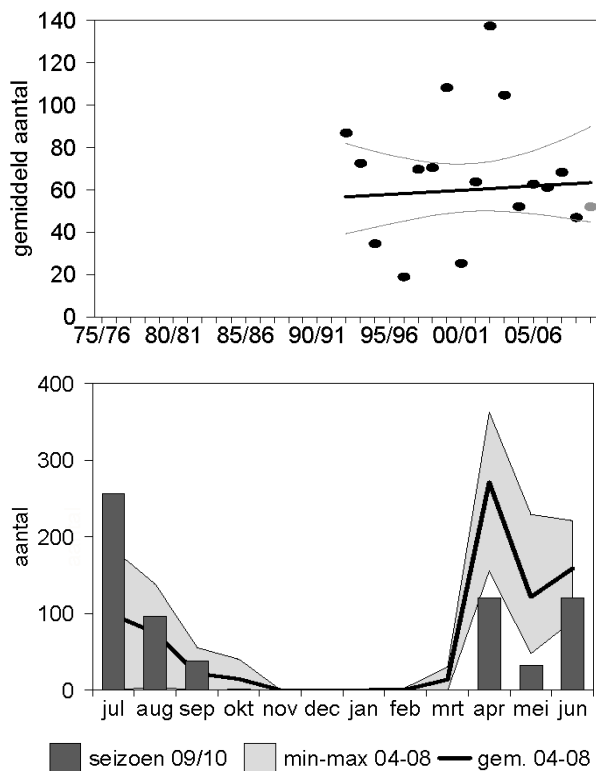 140
120
100
80
60
40
20
0
gemiddeld aantal
75/76 80/81 85/86 90/91 95/96 00/01 05/06
400
300
200
100
0
aantal
jul aug sep okt nov dec jan feb mrt apr mei jun
seizoen 09/10 min-max 04-08 gem. 04-08